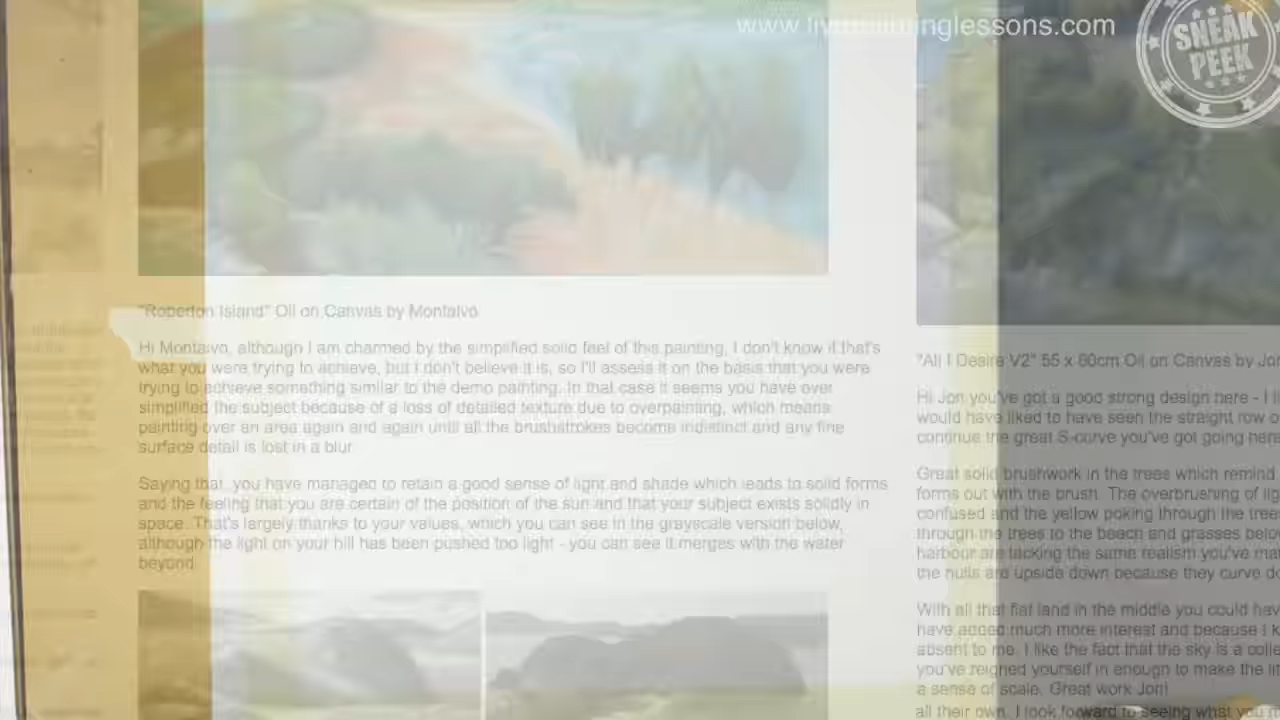 www.li
lessons.com
SNEAK
PEEK
"Roberton Island" Oil on Canvas by Montalvo
Hi Montalvo, although I am charmed by the simplified solid feel of this painting, I don't know if that's
what you were trying to achieve, but I don't believe it is, so I'll assess it on the basis that you were
trying to achieve something similar to the demo painting. In that case it seems you have over
simplified the subject because of a loss of detailed texture due to overpainting, which means
painting over an area again and again until all the brushstrokes become indistinct and any fine
surface detail is lost in a blur.
Saying that, you have managed to retain a good sense of light and shade which leads to solid forms
and the feeling that you are certain of the position of the sun and that your subject exists solidly in
space. That's largely thanks to your values, which you can see in the grayscale version below,
although the light on your hill has been pushed too light - you can see it merges with the water
beyond.
"All I Desire V2" 55 x 80cm Oil on Canvas by Jon
Hi Jon you've got a good strong design here - I
would have liked to have seen the straight row o
continue the great S-curve you've got going here
Great solid brushwork in the trees which remind
forms out with the brush. The overbrushing of
confused and the yellow poking through the tree
through the trees to the beach and grasses belo
harbour are lacking the same realism you've ma
the hulls are upside down because they curve do
With all that flat land in the middle you could hav
have added much more interest and because I k
absent to me. I like the fact that the sky is a colle
you've reigned yourself in enough to make the lit
a sense of scale. Great work Jon!
all their own. I look forward to seeing what you